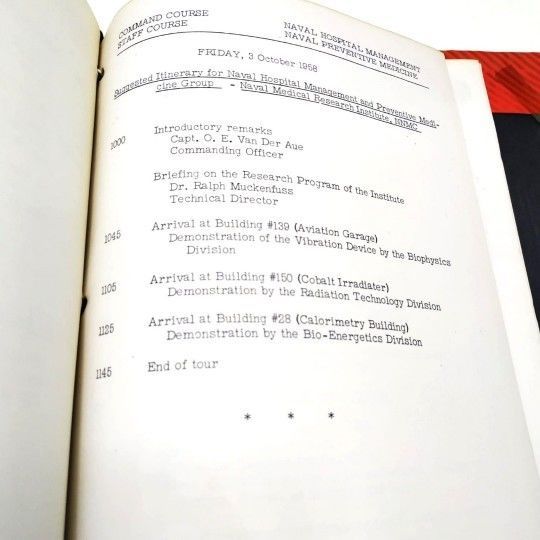 COMMAND COURSE
STAFF COURSE
NAVAL HOSPITAL MANAGEMENT
NAVAL PREVENTIVE MEDICINE
FRIDAY, 3 October 1958
Suggested Itinerary for Naval Hospital Management and Preventive Medi-
cine Group - Naval Medical Research Institute, NNMC
1000 Introductory remarks
Capt. O. E. Van Der Aue
Commanding Officer
Briefing on the Research Program of the Institute
Dr. Ralph Muckenfuss
Technical Director
1045 Arrival at Building #139 (Aviation Garage)
Demonstration of the Vibration Device by the Biophysics
Division
1105 Arrival at Building #150 (Cobalt Irradiater)
Demonstration by the Radiation Technology Division
1125 Arrival at Building #28 (Calorimetry Building)
Demonstration by the Bio-Energetics Division
1145 End of tour
* * *